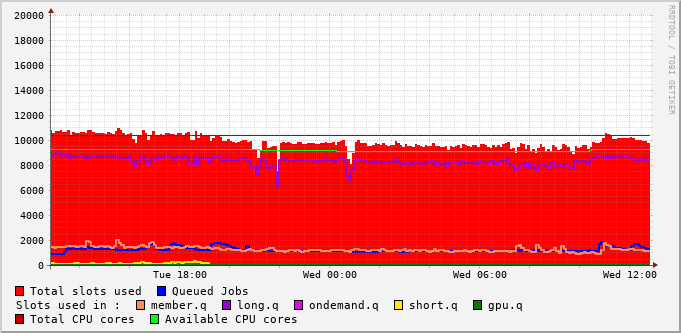 20000
18000
16000
14000
12000
10000
8000
6000
4000
2000
0
Tue 18:00 Wed 00:00 Wed 06:00 Wed 12:00
RRDTOOL / TOBI OETIKER
Total slots used Queued Jobs
Slots used in : member.q long.q ondemand.q short.q gpu.q
Total CPU cores Available CPU cores